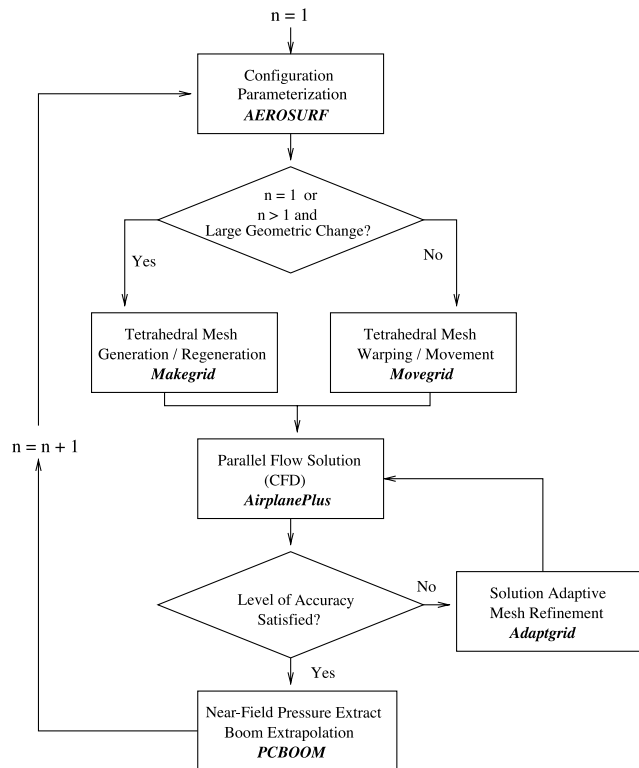 n = 1
Configuration
Parameterization
AEROSURF
n = 1 or
n > 1 and
Large Geometric Change?
Yes
No
Tetrahedral Mesh
Generation / Regeneration
Makegrid
Tetrahedral Mesh
Warping / Movement
Movegrid
n = n + 1
Parallel Flow Solution
(CFD)
AirplanePlus
Level of Accuracy
Satisfied?
No
Solution Adaptive
Mesh Refinement
Adaptgrid
Yes
Near-Field Pressure Extract
Boom Extrapolation
PCBOOM